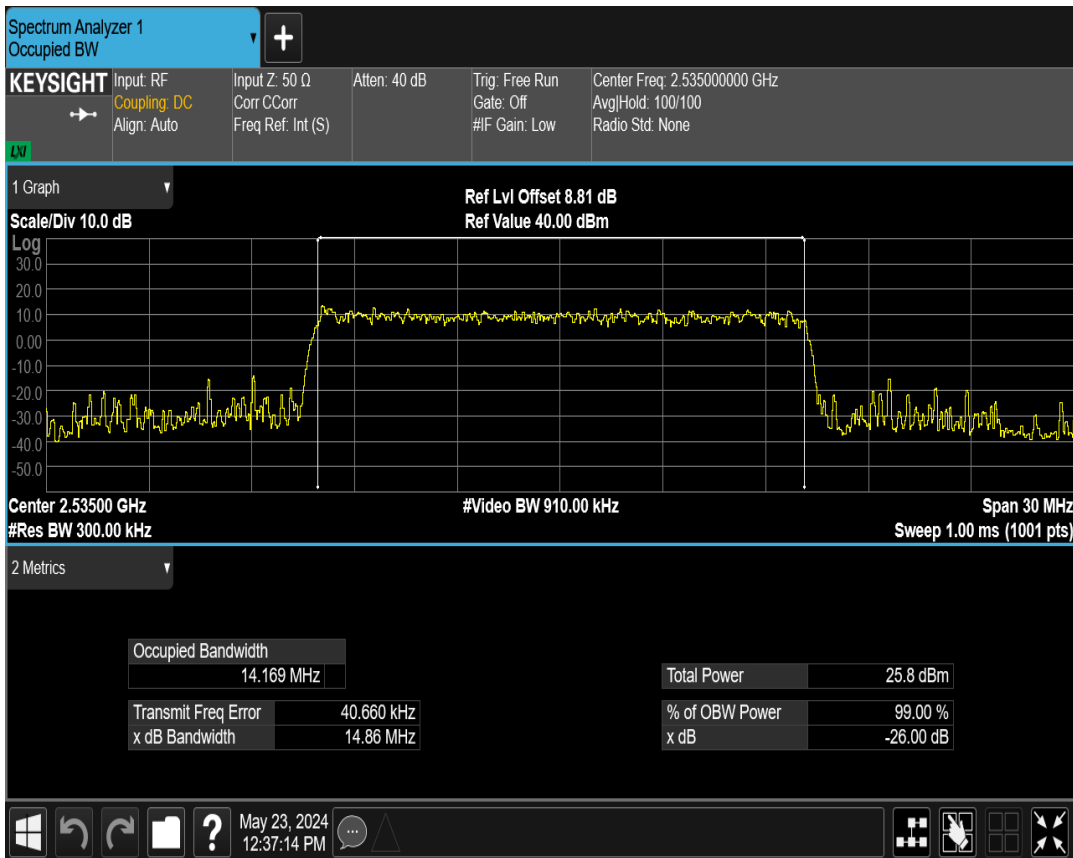 Spectrum Analyzer 1
Occupied BW
+
KEYSIGHT
LXI
Input: RF
Coupling: DC
Align: Auto
Input Z: 50 Ω
Corr CCorr
Freq Ref: Int (S)
Atten: 40 dB
Trig: Free Run
Gate: Off
#IF Gain: Low
Center Freq: 2.535000000 GHz
Avg|Hold: 100/100
Radio Std: None
1 Graph
Scale/Div 10.0 dB
Ref Lvl Offset 8.81 dB
Ref Value 40.00 dBm
Log
30.0
20.0
10.0
0.00
-10.0
-20.0
-30.0
-40.0
-50.0
Center 2.53500 GHz
#Video BW 910.00 kHz
Span 30 MHz
#Res BW 300.00 kHz
Sweep 1.00 ms (1001 pts)
2 Metrics
Occupied Bandwidth
14.169 MHz
Total Power 25.8 dBm
Transmit Freq Error 40.660 kHz
% of OBW Power 99.00 %
x dB Bandwidth 14.86 MHz
x dB -26.00 dB
?
May 23, 2024
12:37:14 PM